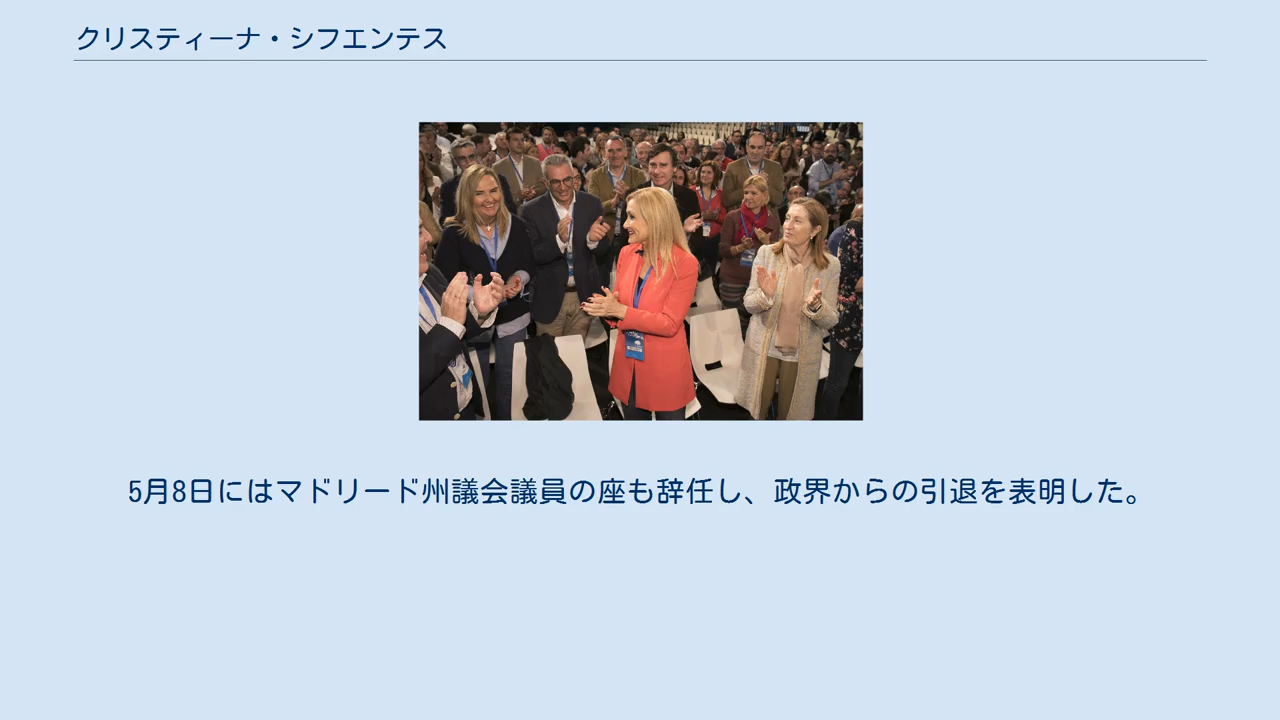 クリスティーナ・シフエンテス
5月8日にはマドリード州議会議員の座も辞任し、政界からの引退を表明した。